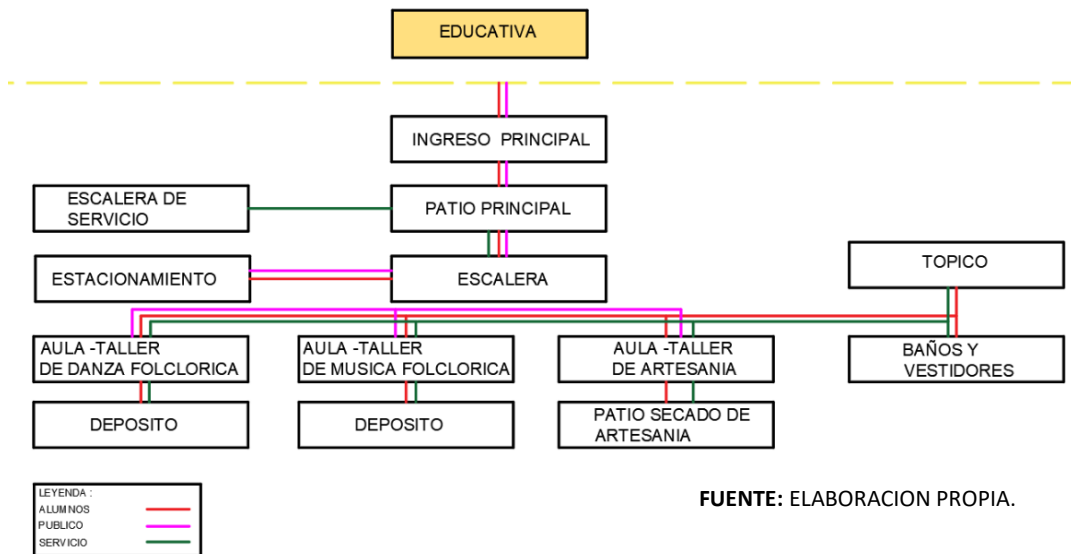 EDUCATIVA
INGRESO PRINCIPAL
ESCALERA DE
SERVICIO
PATIO PRINCIPAL
ESTACIONAMIENTO
ESCALERA
TOPICO
AULA -TALLER
DE DANZA FOLCLORICA
AULA -TALLER
DE MUSICA FOLCLORICA
AULA -TALLER
DE ARTESANIA
BAÑOS Y
VESTIDORES
DEPOSITO
DEPOSITO
PATIO SECADO DE
ARTESANIA
LEYENDA :
ALUMNOS
PUBLICO
SERVICIO
FUENTE: ELABORACION PROPIA.